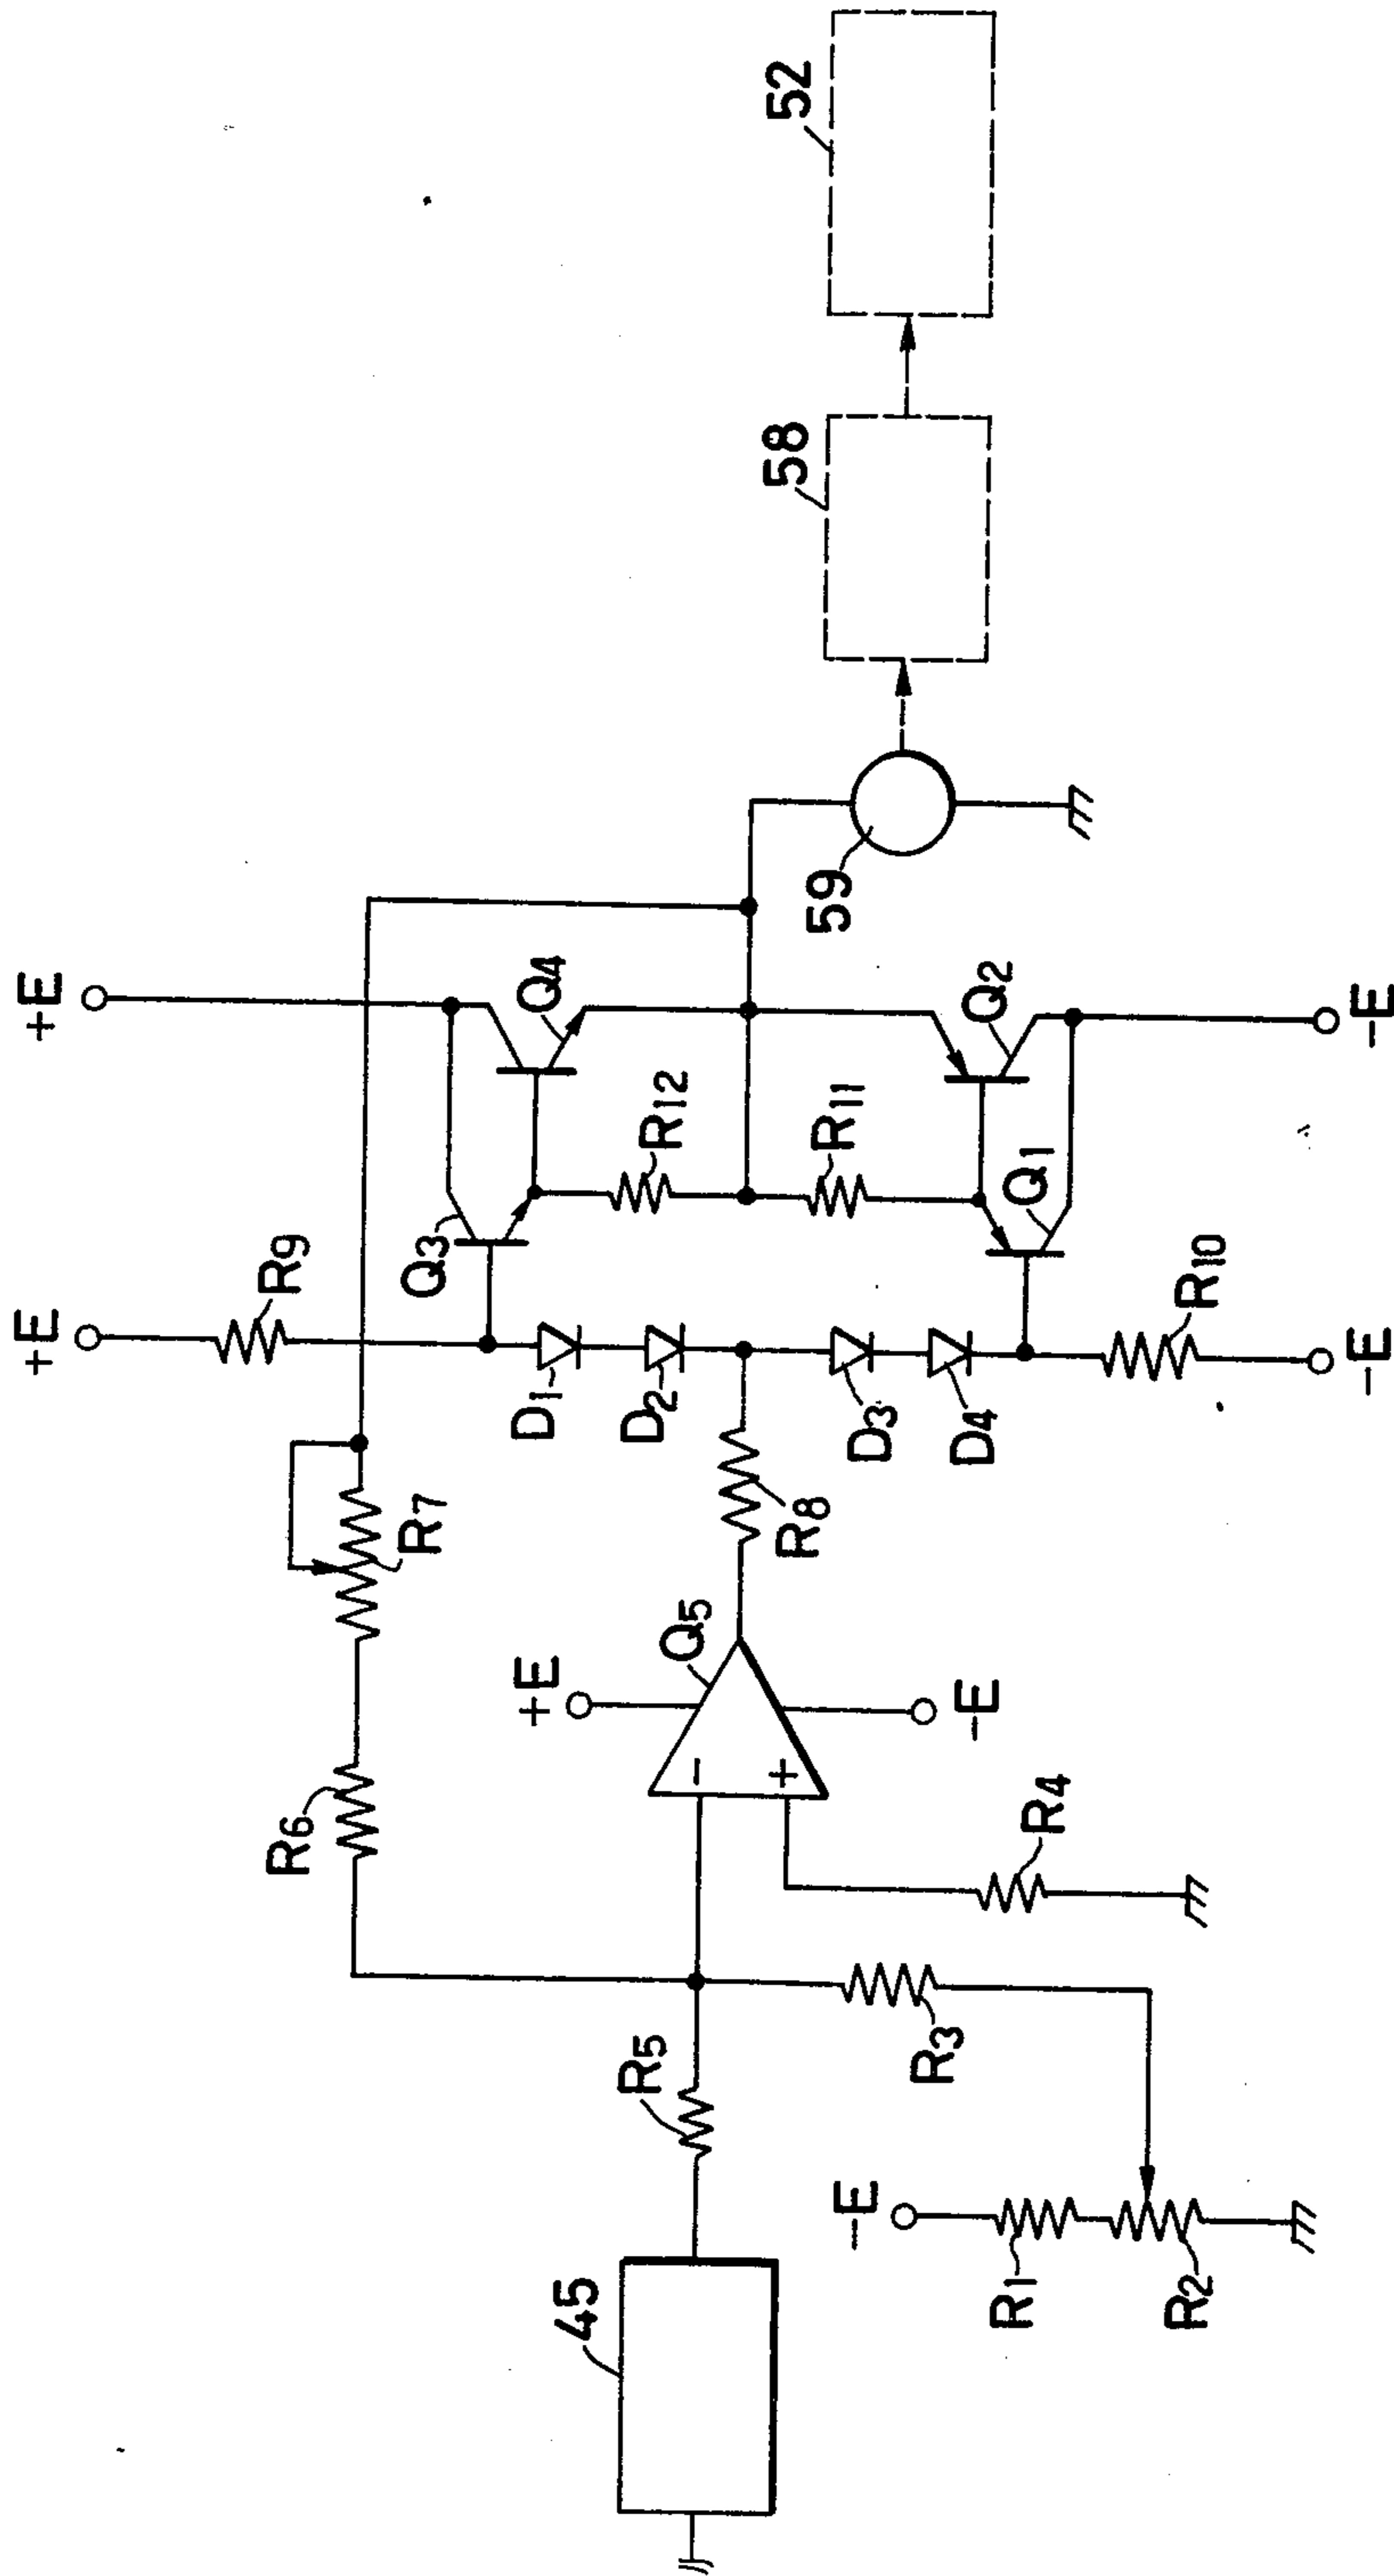 +E
+E
R9
Q3
Q4
R7
R6
D1
D2
R12
52
58
59
+E
Q5
−
+
-E
R8
D3
D4
R11
Q1
Q2
R10
-E
-E
45
R5
R3
R4
-E
R1
R2